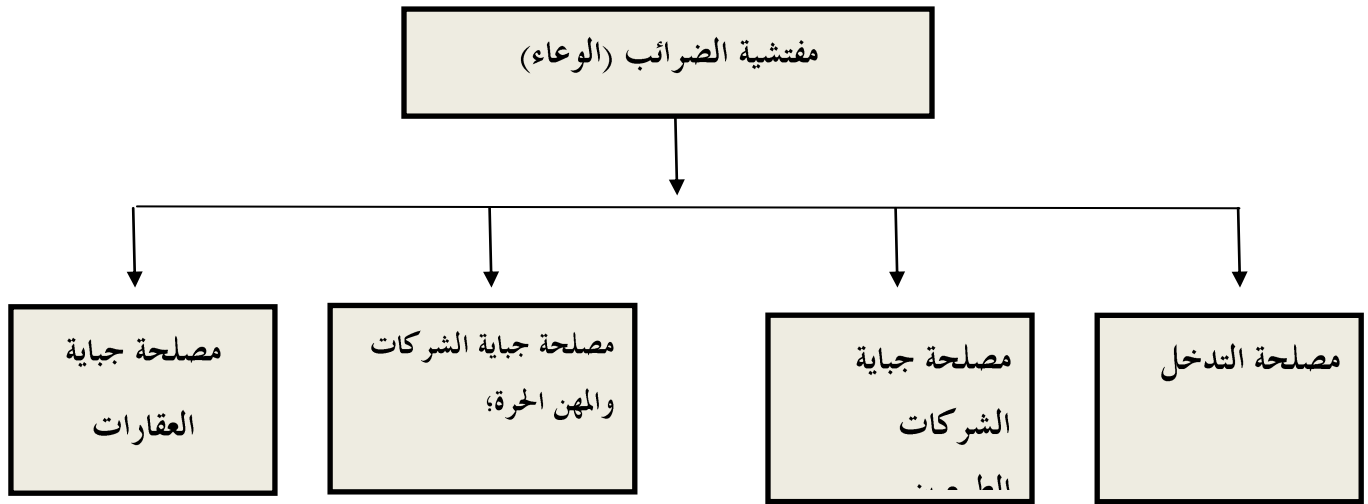 مفتشية الضرائب (الوعاء)
مصلحة التدخل
مصلحة جباية
الشركات
مصلحة جباية الشركات
والمهن الحرة؛
مصلحة جباية
العقارات